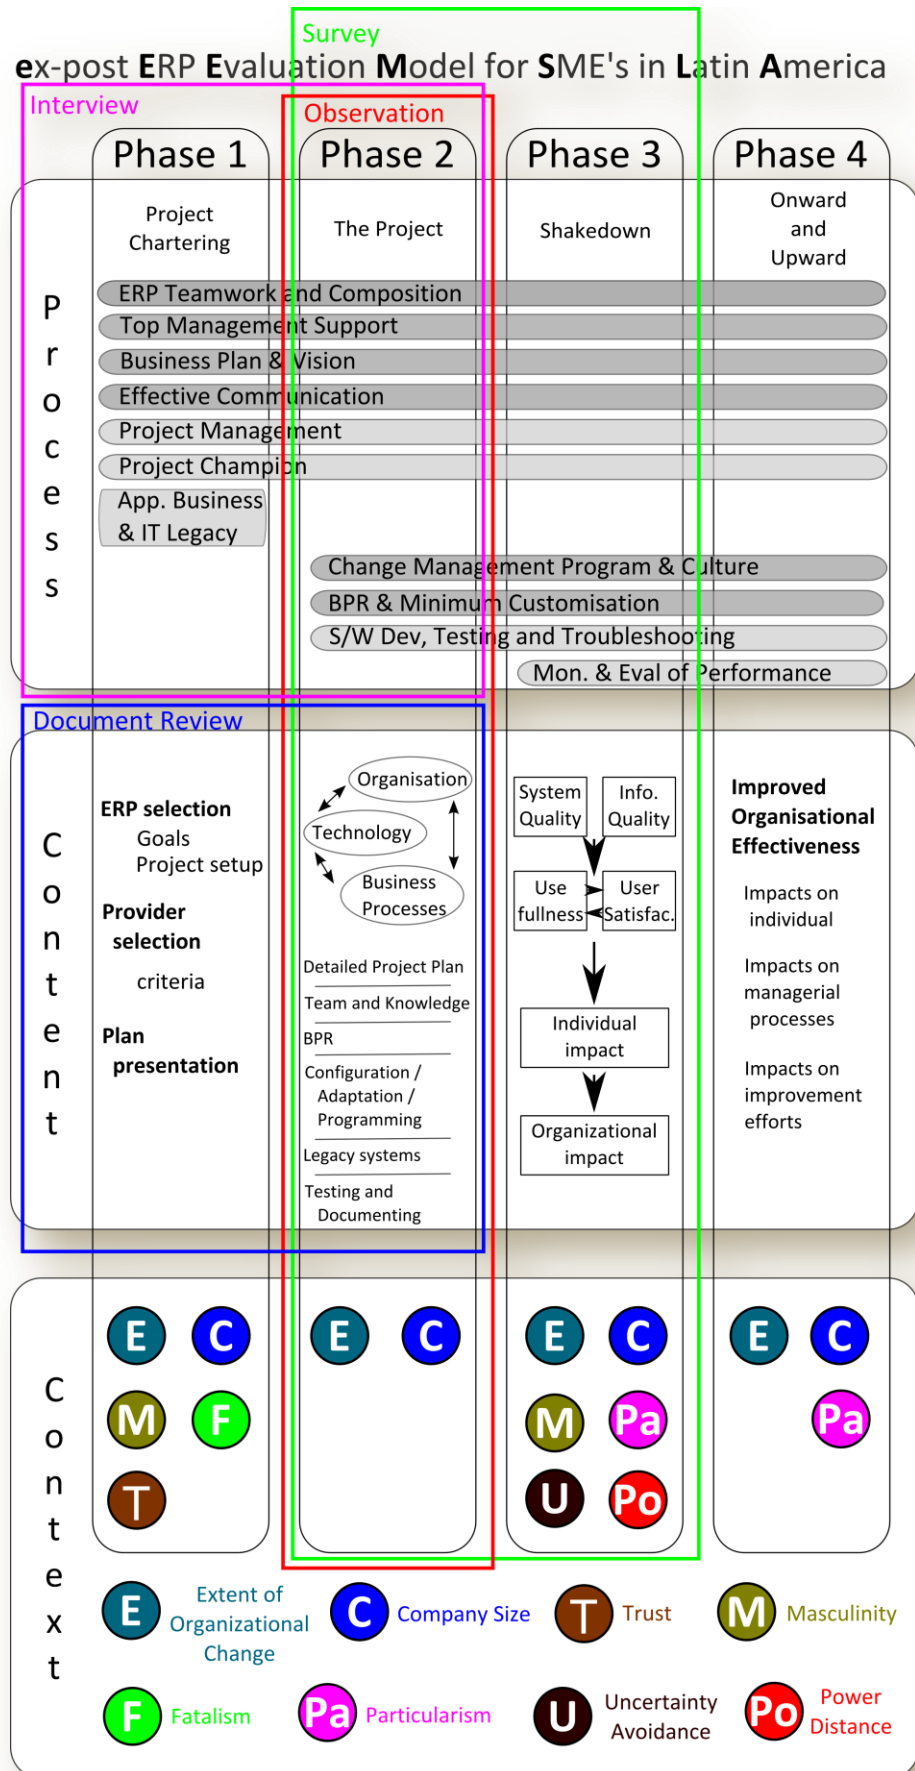 Survey
ex-post ERP Evaluation Model for SME's in Latin America
Interview
Observation
Phase 1
Phase 2
Phase 3
Phase 4
Process
Project
Chartering
The Project
Shakedown
Onward
and
Upward
ERP Teamwork and Composition
Top Management Support
Business Plan & Vision
Effective Communication
Project Management
Project Champion
App. Business
& IT Legacy
Change Management Program & Culture
BPR & Minimum Customisation
S/W Dev, Testing and Troubleshooting
Mon. & Eval of Performance
Document Review
Content
ERP selection
Goals
Project setup
Provider
selection
criteria
Plan
presentation
Organisation
Technology
Business
Processes
Detailed Project Plan
Team and Knowledge
BPR
Configuration /
Adaptation /
Programming
Legacy systems
Testing and
Documenting
System
Quality
Info.
Quality
Use
fullness
User
Satisfac.
Individual
impact
Organizational
impact
Improved
Organisational
Effectiveness
Impacts on
individual
Impacts on
managerial
processes
Impacts on
improvement
efforts
Context
E C
M F
T
E C
E C
M Pa
U Po
E C
Pa
E Extent of
Organizational
Change
C Company Size
T Trust
M Masculinity
F Fatalism
Pa Particularism
U Uncertainty
Avoidance
Po Power
Distance